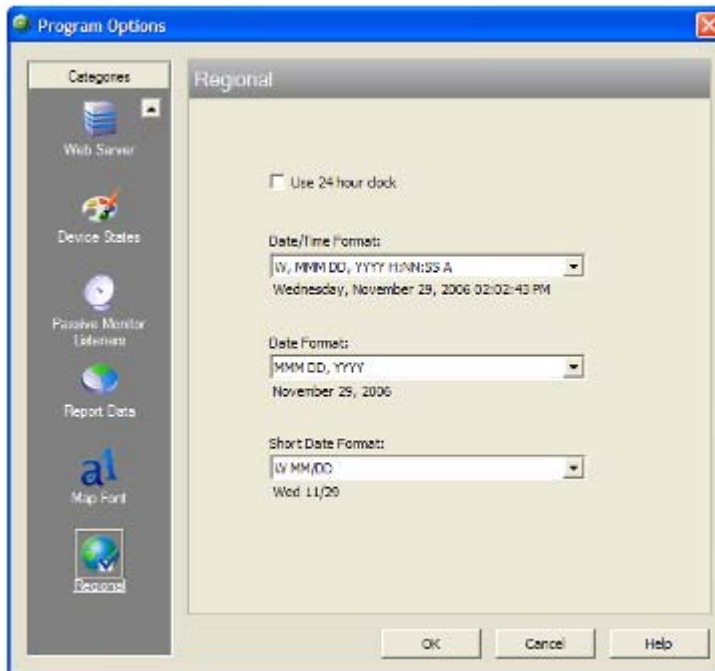 Program Options
Categories
Web Server
Device States
Passive Monitor
Listeners
Report Data
Map Font
Regional
Regional
Use 24 hour clock
Date/Time Format:
W, MMM DD, YYYY H:NN:SS A
Wednesday, November 29, 2006 02:02:43 PM
Date Format:
MMM DD, YYYY
November 29, 2006
Short Date Format:
W MM/DD
Wed 11/29
OK
Cancel
Help